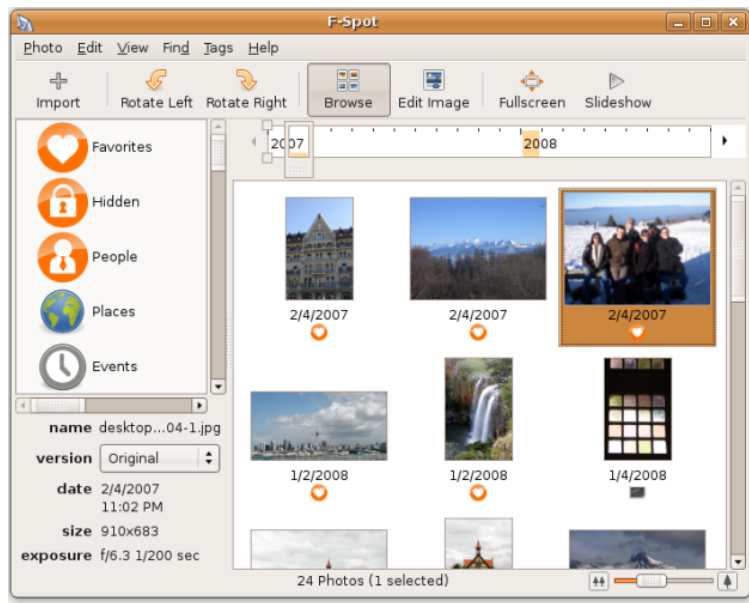 F-Spot
Photo Edit View Find Tags Help
Import Rotate Left Rotate Right Browse Edit Image Fullscreen Slideshow
2007 2008
Favorites
Hidden
People
Places
Events
2/4/2007 2/4/2007 2/4/2007
1/2/2008 1/2/2008 1/4/2008
name desktop...04-1.jpg
version Original
date 2/4/2007
11:02 PM
size 910x683
exposure f/6.3 1/200 sec
24 Photos (1 selected)